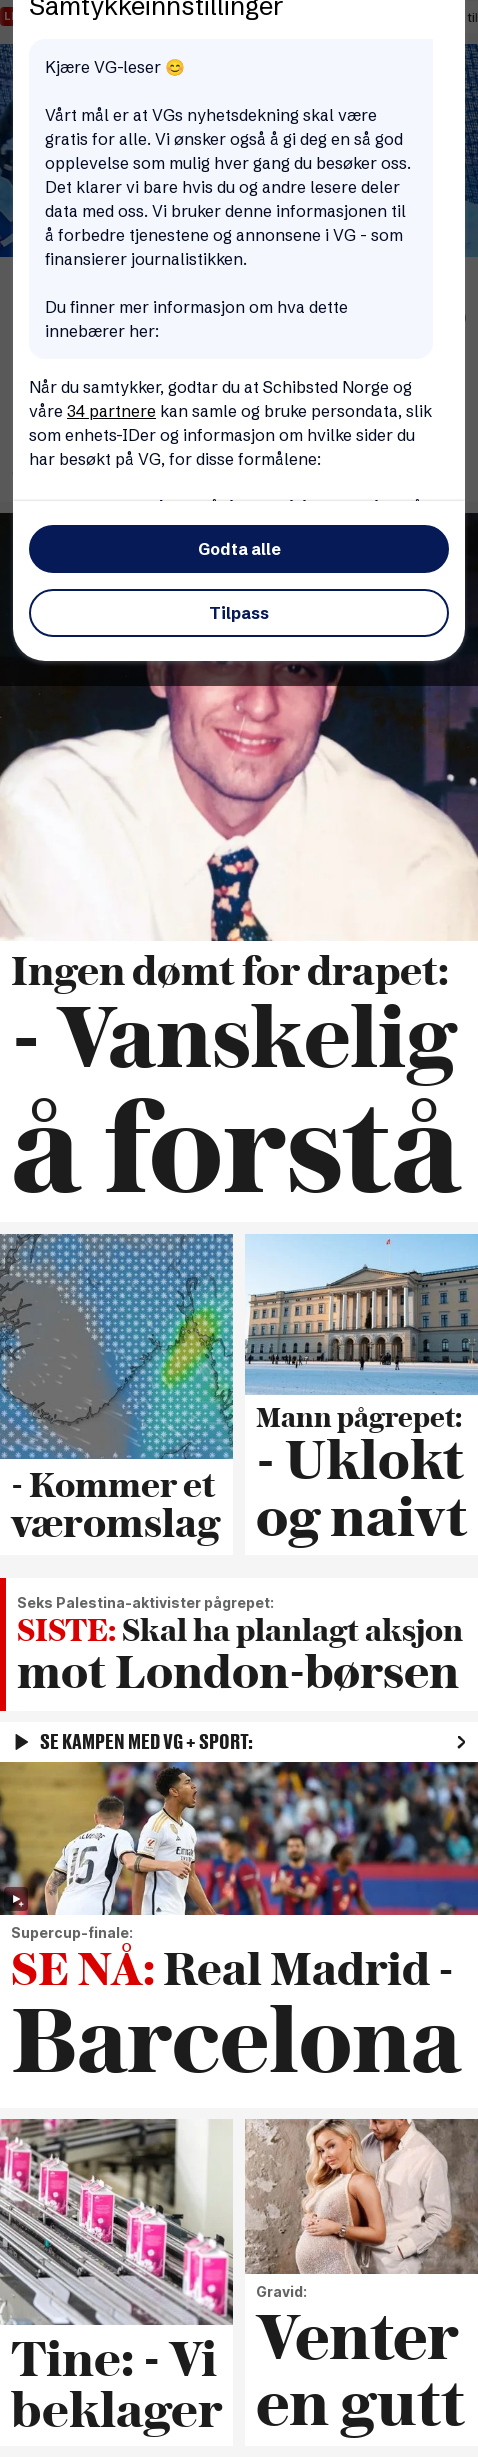 Samtykkeinnstillinger
Kjære VG-leser 😊
Vårt mål er at VGs nyhetsdekning skal være
gratis for alle. Vi ønsker også å gi deg en så god
opplevelse som mulig hver gang du besøker oss.
Det klarer vi bare hvis du og andre lesere deler
data med oss. Vi bruker denne informasjonen til
å forbedre tjenestene og annonsene i VG - som
finansierer journalistikken.
Du finner mer informasjon om hva dette
innebærer her:
Når du samtykker, godtar du at Schibsted Norge og
våre 34 partnere kan samle og bruke persondata, slik
som enhets-IDer og informasjon om hvilke sider du
har besøkt på VG, for disse formålene:
Godta alle
Tilpass
Ingen dømt for drapet:
- Vanskelig
å forstå
- Kommer et
væromslag
Mann pågrepet:
- Uklokt
og naivt
Seks Palestina-aktivister pågrepet:
SISTE: Skal ha planlagt aksjon
mot London-børsen
SE KAMPEN MED VG + SPORT:
15
Supercup-finale:
SE NÅ: Real Madrid -
Barcelona
Tine: - Vi
beklager
Gravid:
Venter
en gutt